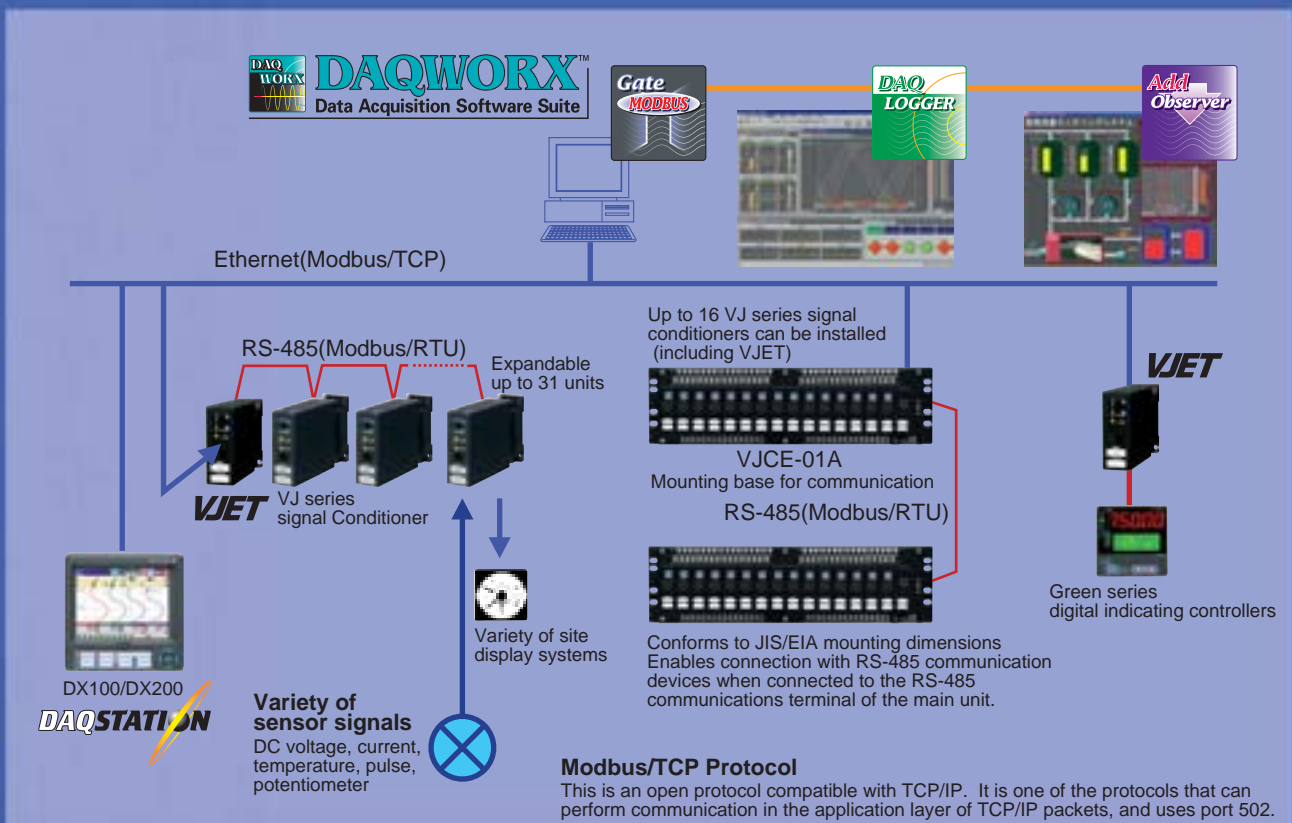 DAQ
WORX
DAQWORX™
Data Acquisition Software Suite
Gate
MODBUS
DAQ
LOGGER
Add
Observer
Ethernet(Modbus/TCP)
RS-485(Modbus/RTU)
Expandable
up to 31 units
VJET
VJ series
signal Conditioner
Up to 16 VJ series signal
conditioners can be installed
(including VJET)
VJCE-01A
Mounting base for communication
RS-485(Modbus/RTU)
VJET
Green series
digital indicating controllers
Conforms to JIS/EIA mounting dimensions
Enables connection with RS-485 communication
devices when connected to the RS-485
communications terminal of the main unit.
Variety of site
display systems
DX100/DX200
DAQSTATION
Variety of
sensor signals
DC voltage, current,
temperature, pulse,
potentiometer
Modbus/TCP Protocol
This is an open protocol compatible with TCP/IP.  It is one of the protocols that can
perform communication in the application layer of TCP/IP packets, and uses port 502.